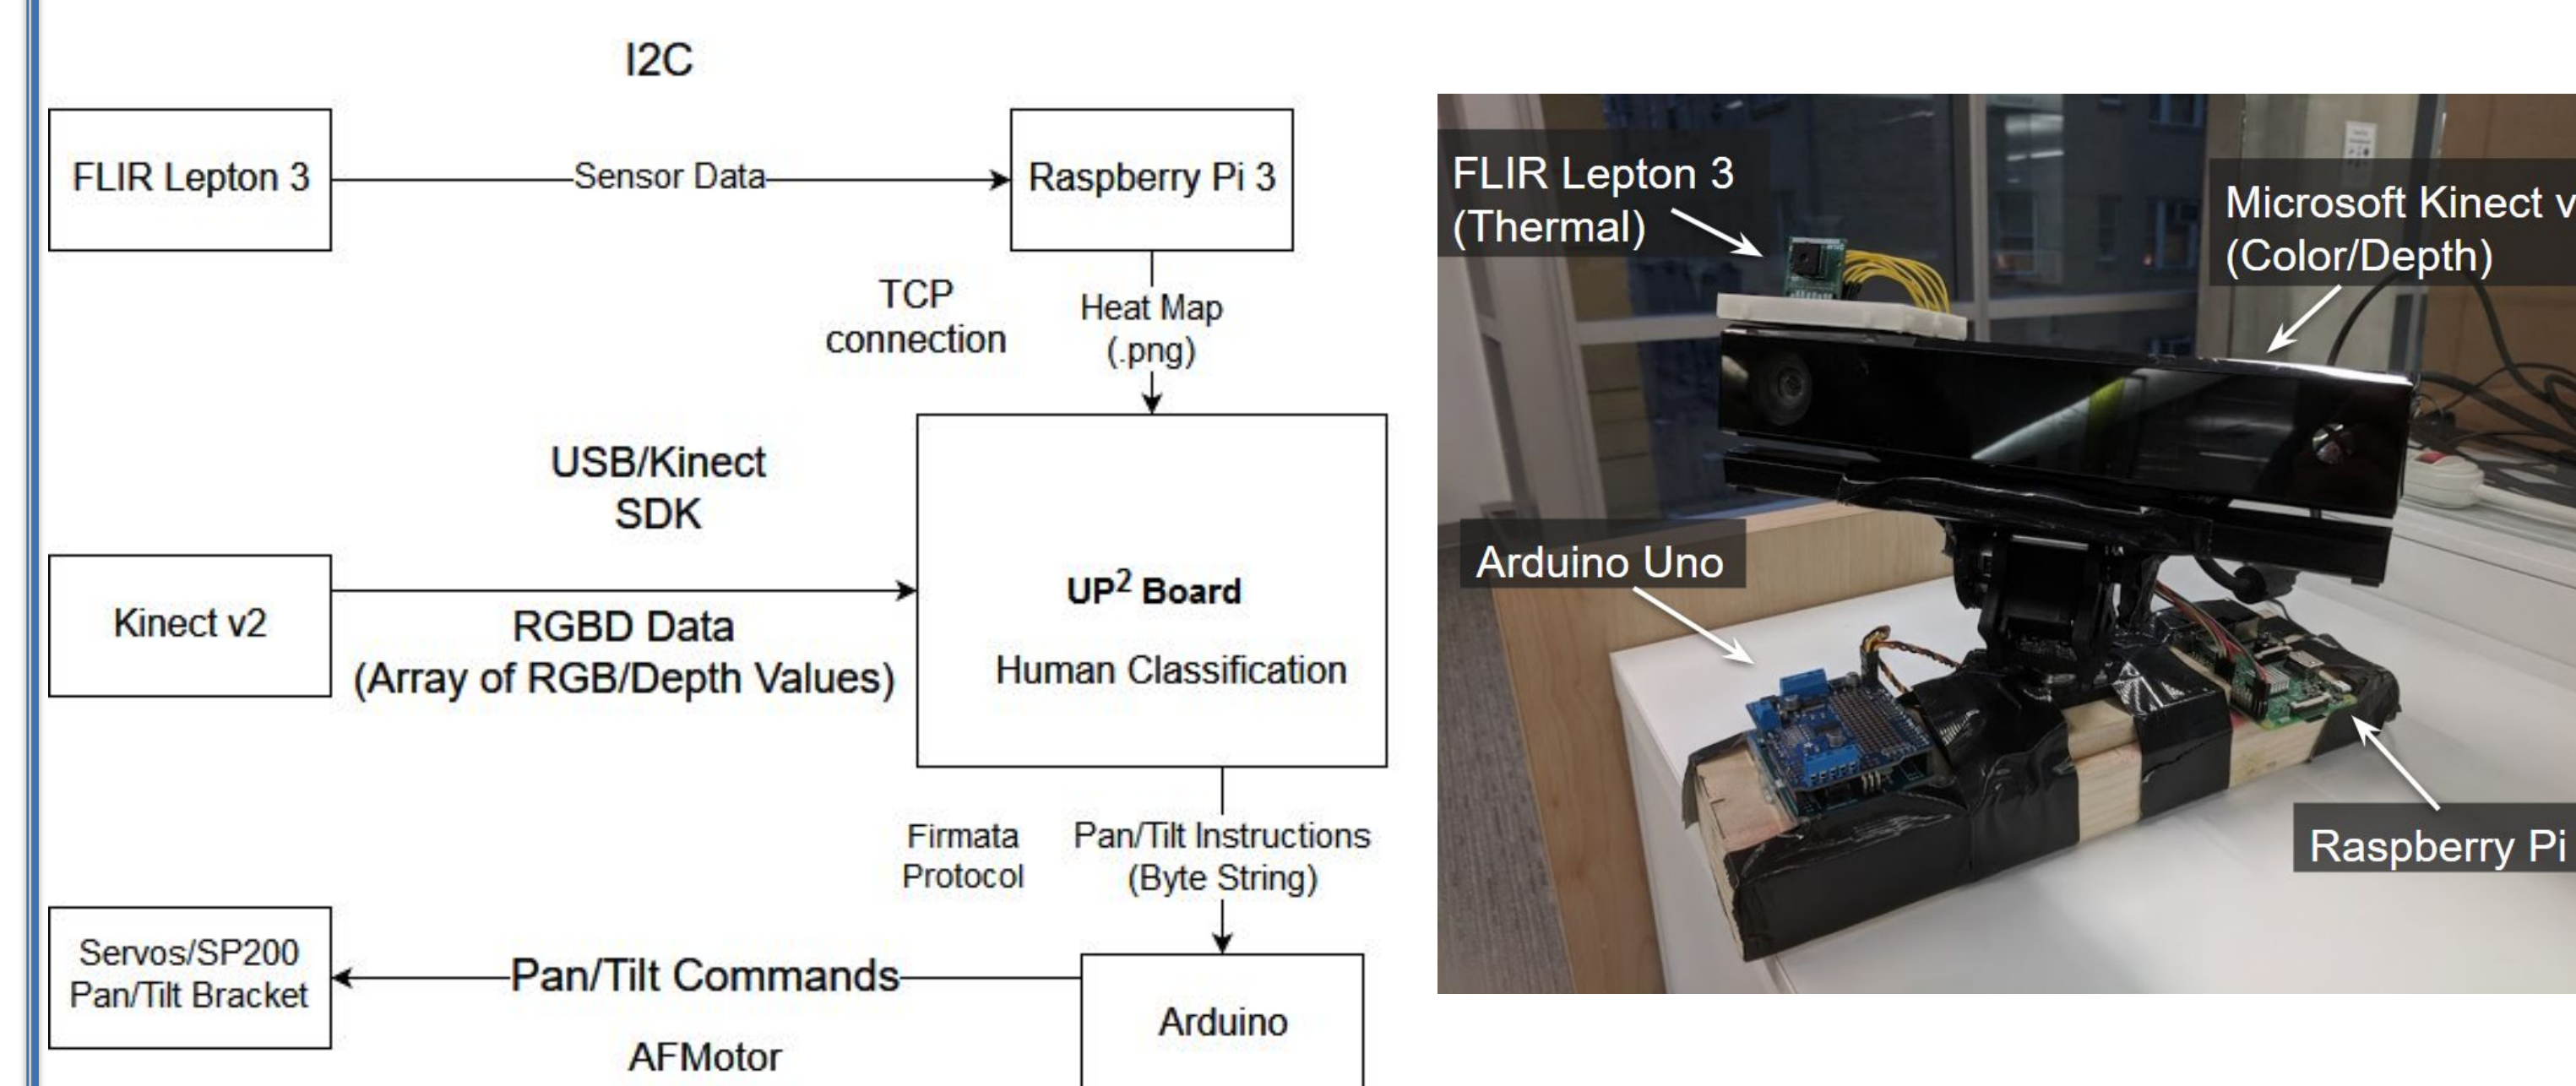 I2C
FLIR Lepton 3
Sensor Data
Raspberry Pi 3
TCP
connection
Heat Map
(.png)
USB/Kinect
SDK
Kinect v2
RGBD Data
(Array of RGB/Depth Values)
UP² Board
Human Classification
Firmata
Protocol
Pan/Tilt Instructions
(Byte String)
Servos/SP200
Pan/Tilt Bracket
Pan/Tilt Commands
AFMotor
Arduino
FLIR Lepton 3
(Thermal)
Microsoft Kinect v
(Color/Depth)
Arduino Uno
Raspberry Pi